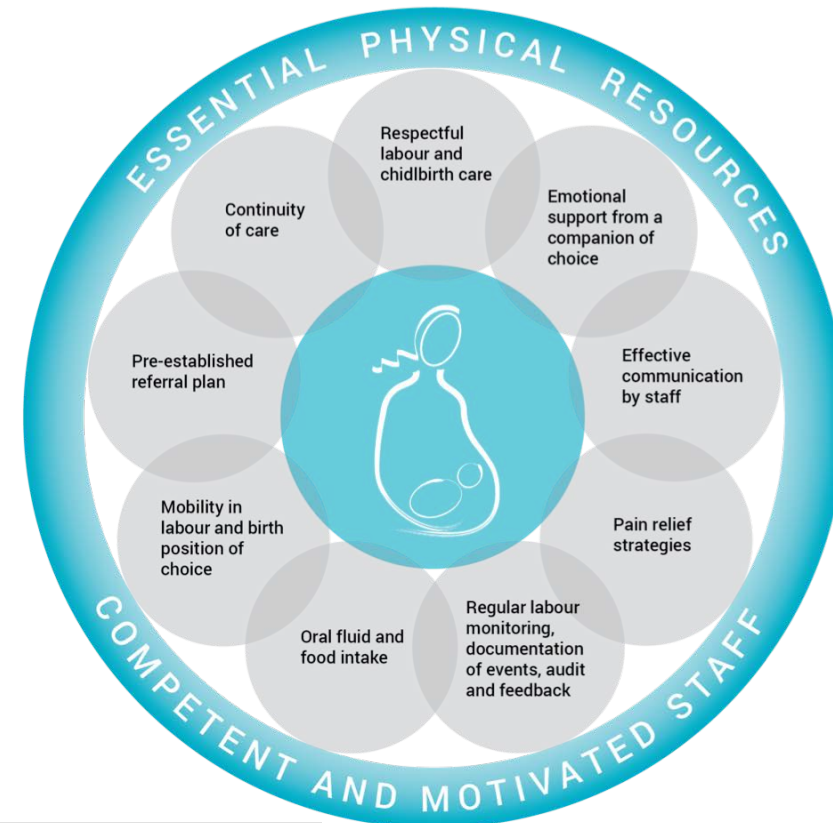 ESSENTIAL PHYSICAL RESOURCES
Respectful
labour and
chidlbirth care
Emotional
support from a
companion of
choice
Effective
communication
by staff
Pain relief
strategies
Regular labour
monitoring,
documentation
of events, audit
and feedback
Oral fluid and
food intake
Mobility in
labour and birth
position of
choice
Pre-established
referral plan
Continuity
of care
COMPETENT AND MOTIVATED STAFF